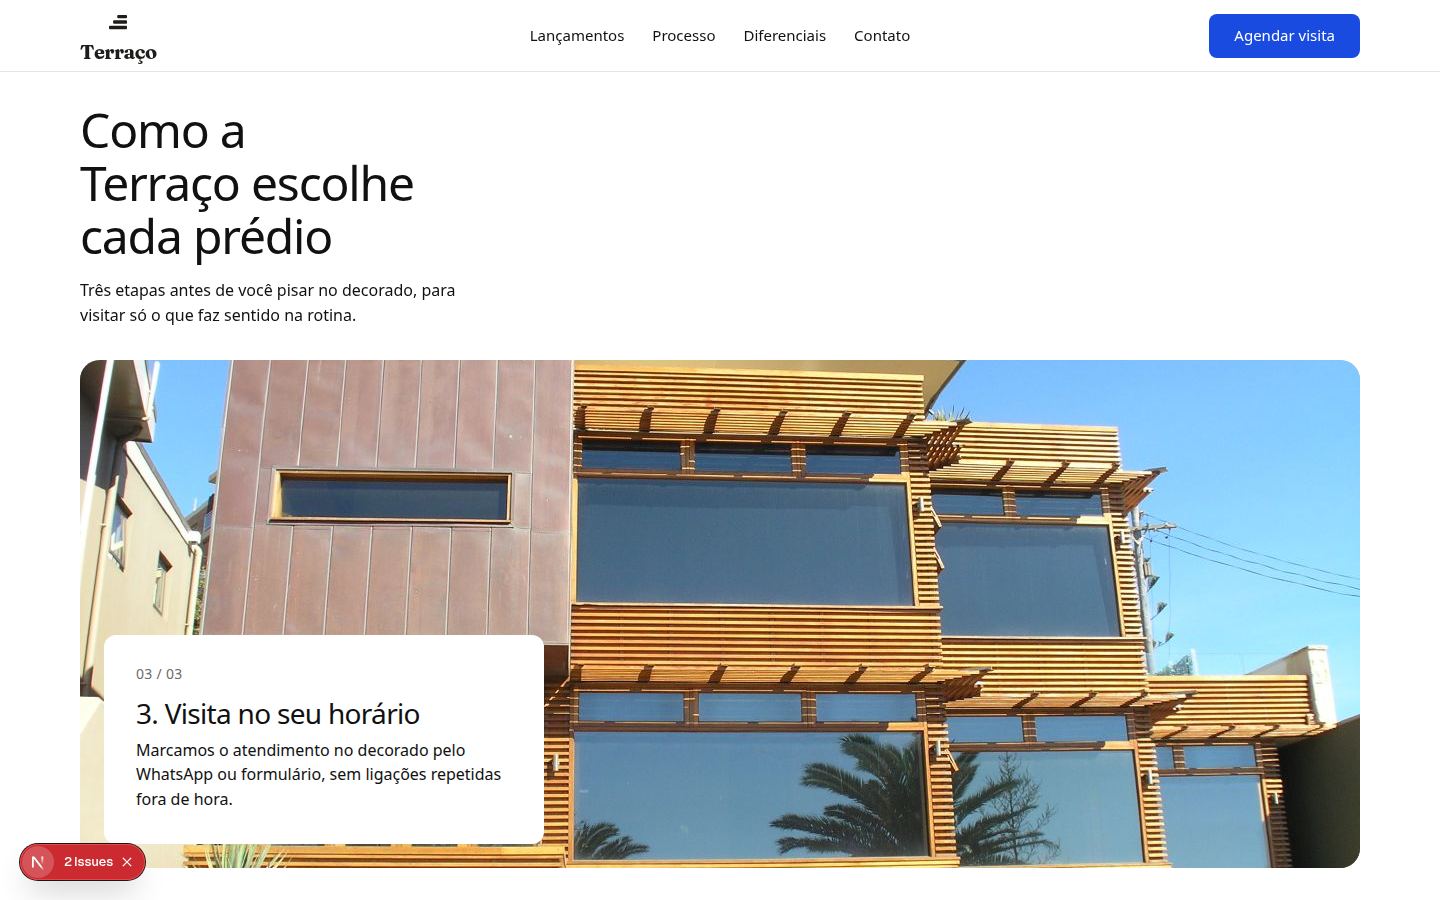 Terraço
Lançamentos
Processo
Diferenciais
Contato
Agendar visita
Como a
Terraço escolhe
cada prédio
Três etapas antes de você pisar no decorado, para
visitar só o que faz sentido na rotina.
03 / 03
3. Visita no seu horário
Marcamos o atendimento no decorado pelo
WhatsApp ou formulário, sem ligações repetidas
fora de hora.
N
2 Issues